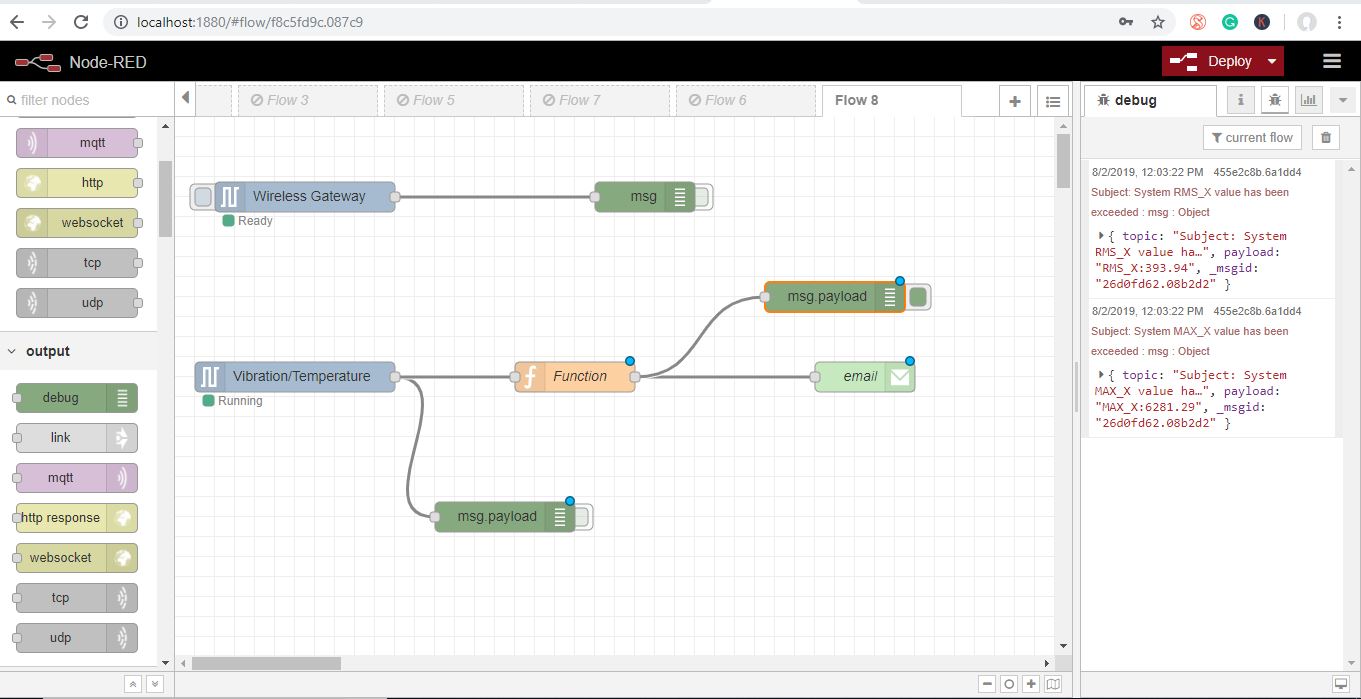 localhost:1880/#flow/f8c5fd9c.087c9
Node-RED
Deploy
filter nodes
Flow 3
Flow 5
Flow 7
Flow 6
Flow 8
debug
i
current flow
mqtt
http
websocket
tcp
udp
output
debug
link
mqtt
http response
websocket
tcp
udp
Wireless Gateway
Ready
msg
msg.payload
Vibration/Temperature
Running
f
Function
email
msg.payload
8/2/2019, 12:03:22 PM 455e2c8b.6a1dd4
Subject: System RMS_X value has been
exceeded : msg : Object
{ topic: "Subject: System
RMS_X value ha…", payload:
"RMS_X:393.94", _msgid:
"26d0fd62.08b2d2" }
8/2/2019, 12:03:22 PM 455e2c8b.6a1dd4
Subject: System MAX_X value has been
exceeded : msg : Object
{ topic: "Subject: System
MAX_X value ha…", payload:
"MAX_X:6281.29", _msgid:
"26d0fd62.08b2d2" }